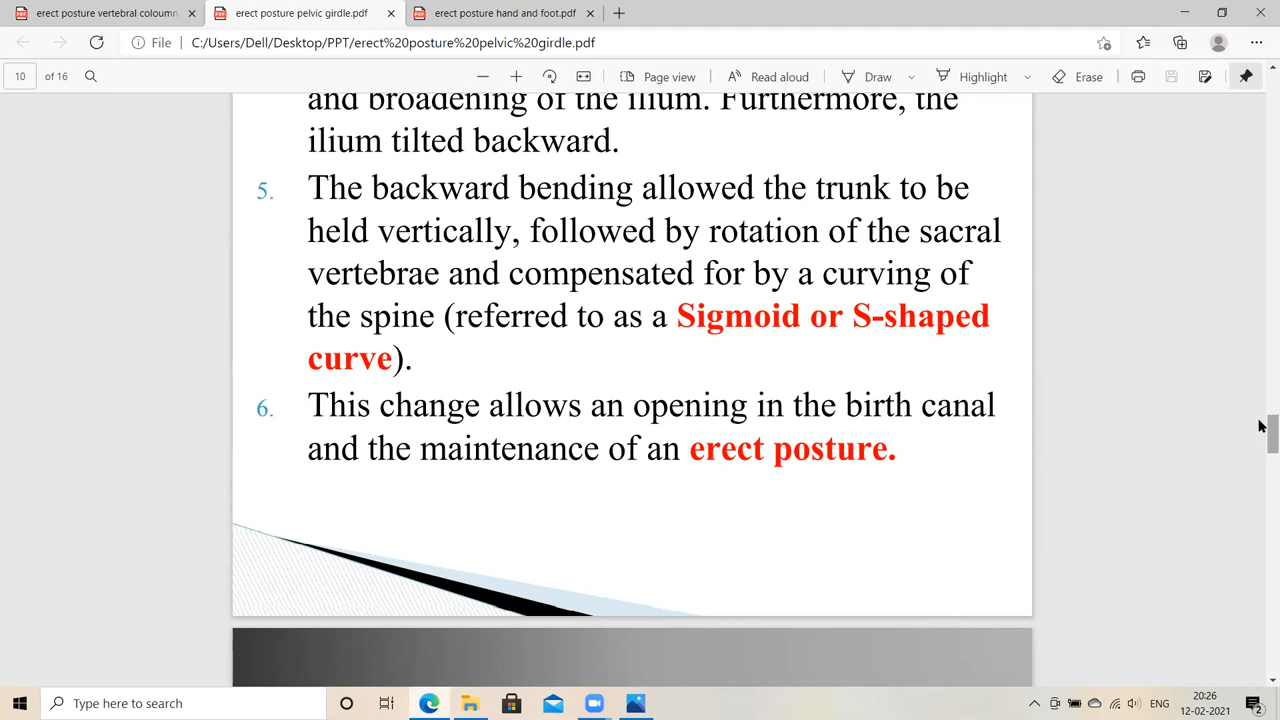 erect posture vertebral coloumn
erect posture pelvic girdle.pdf
erect posture hand and foot.pdf
File
C:/Users/Dell/Desktop/PPT/erect%20posture%20pelvic%20girdle.pdf
10 of 16
Page view
Read aloud
Draw
Highlight
Erase
and broadening of the ilium. Furthermore, the
ilium tilted backward.
5. The backward bending allowed the trunk to be
held vertically, followed by rotation of the sacral
vertebrae and compensated for by a curving of
the spine (referred to as a Sigmoid or S-shaped
curve).
6. This change allows an opening in the birth canal
and the maintenance of an erect posture.
Type here to search
ENG
20:26
12-02-2021
2